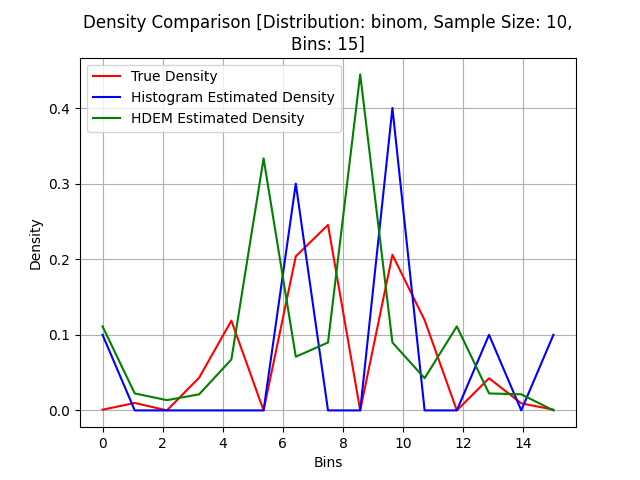 Density Comparison [Distribution: binom, Sample Size: 10,
Bins: 15]
True Density
Histogram Estimated Density
HDEM Estimated Density
Density
0.4
0.3
0.2
0.1
0.0
0 2 4 6 8 10 12 14
Bins